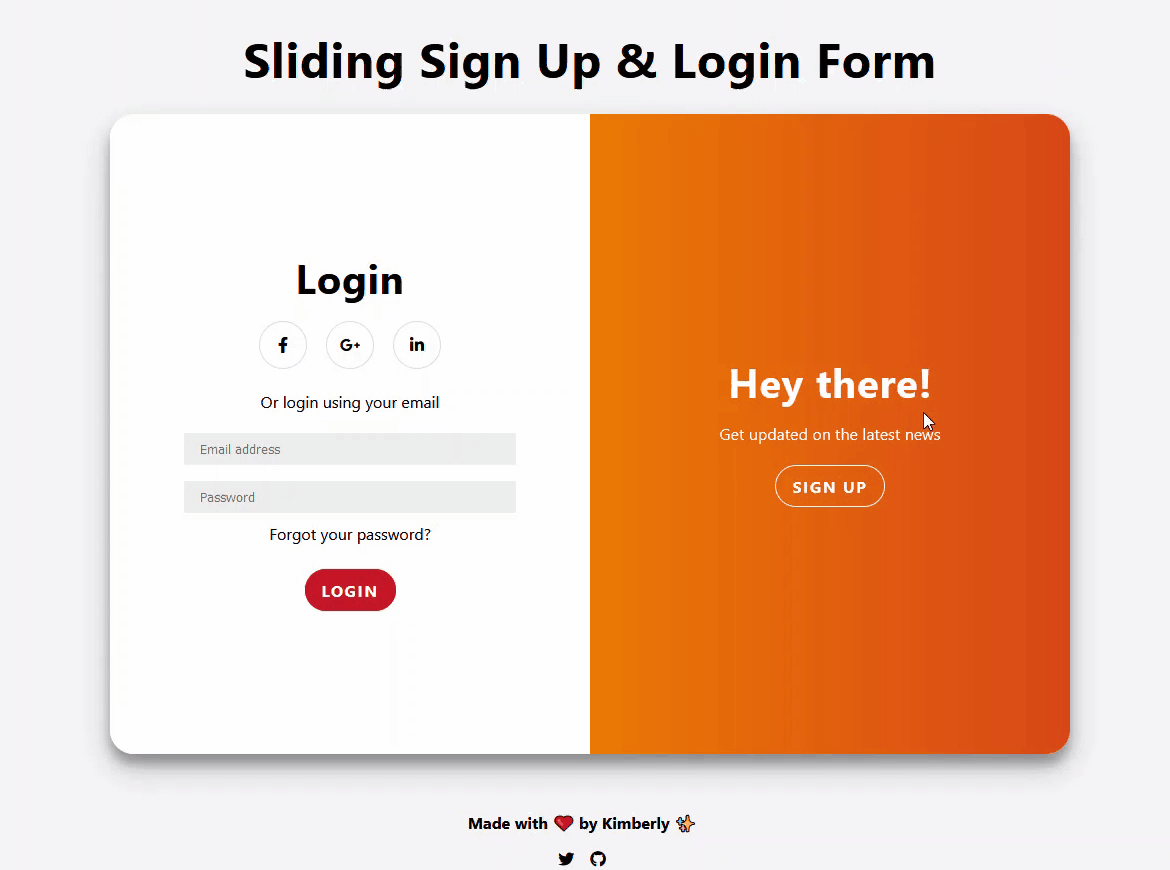 Sliding Sign Up & Login Form
Login
f
G+
in
Or login using your email
Email address
Password
Forgot your password?
LOGIN
Hey there!
Get updated on the latest news
SIGN UP
Made with ❤️ by Kimberly ✨